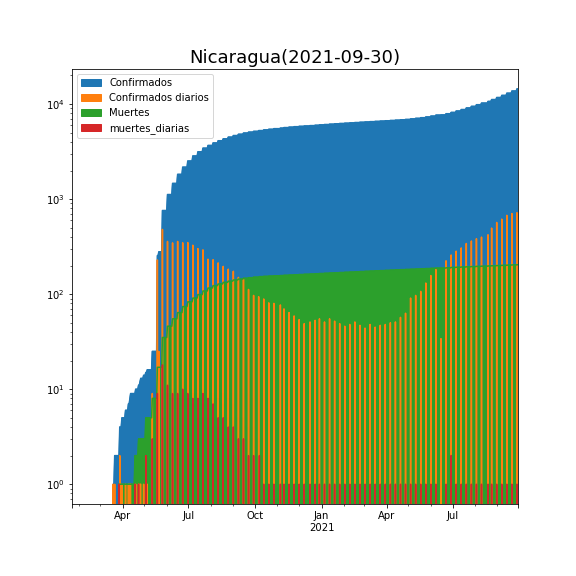 Nicaragua(2021-09-30)
Confirmados
Confirmados diarios
Muertes
muertes_diarias
10⁴
10³
10²
10¹
10⁰
Apr Jul Oct Jan Apr Jul
2021